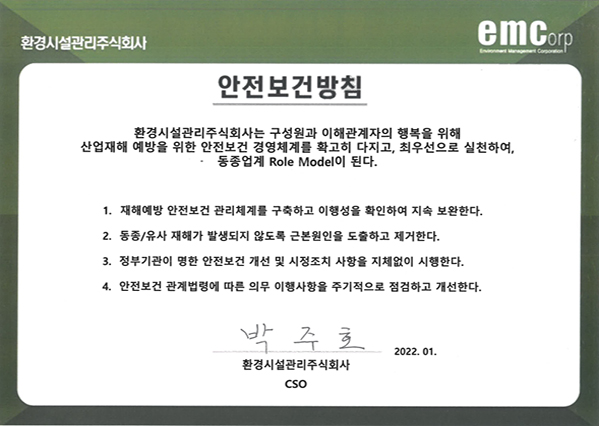 환경시설관리주식회사
emcorp
Environment Management Corporation
안전보건방침
환경시설관리주식회사는 구성원과 이해관계자의 행복을 위해
산업재해 예방을 위한 안전보건 경영체계를 확고히 다지고, 최우선으로 실천하여,
동종업계 Role Model이 된다.
1. 재해예방 안전보건 관리체계를 구축하고 이행성을 확인하여 지속 보완한다.
2. 동종/유사 재해가 발생되지 않도록 근본원인을 도출하고 제거한다.
3. 정부기관이 명한 안전보건 개선 및 시정조치 사항을 지체없이 시행한다.
4. 안전보건 관계법령에 따른 의무 이행사항을 주기적으로 점검하고 개선한다.
박주호 2022. 01.
환경시설관리주식회사
CSO